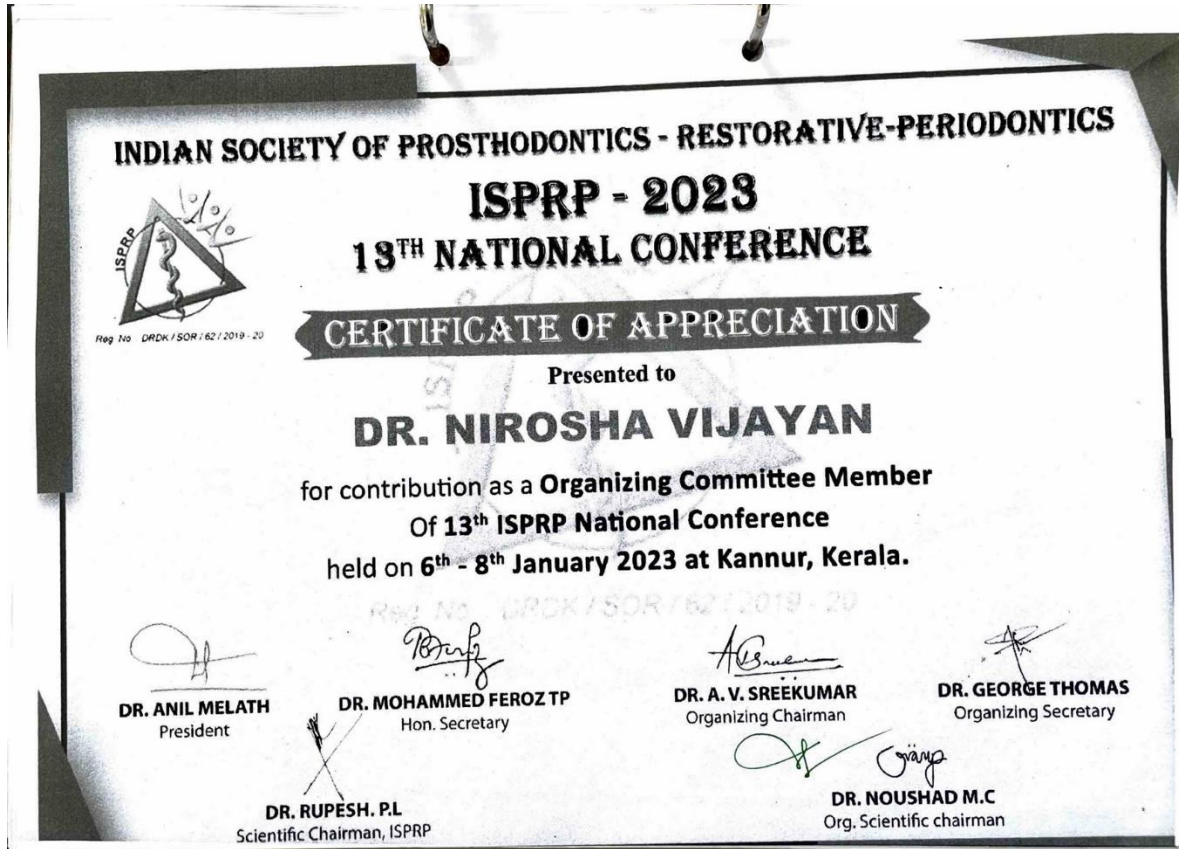 INDIAN SOCIETY OF PROSTHODONTICS - RESTORATIVE-PERIODONTICS
ISPRP - 2023
13TH NATIONAL CONFERENCE
ISPRP
Reg No DRDK / SOR / 62 / 2019 - 20
CERTIFICATE OF APPRECIATION
Presented to
DR. NIROSHA VIJAYAN
for contribution as a Organizing Committee Member
Of 13th ISPRP National Conference
held on 6th - 8th January 2023 at Kannur, Kerala.
Reg No DRDK / SOR / 62 / 2019 - 20
DR. ANIL MELATH
President
DR. MOHAMMED FEROZ TP
Hon. Secretary
DR. A. V. SREEKUMAR
Organizing Chairman
DR. GEORGE THOMAS
Organizing Secretary
DR. RUPESH. P.L
Scientific Chairman, ISPRP
DR. NOUSHAD M.C
Org. Scientific chairman